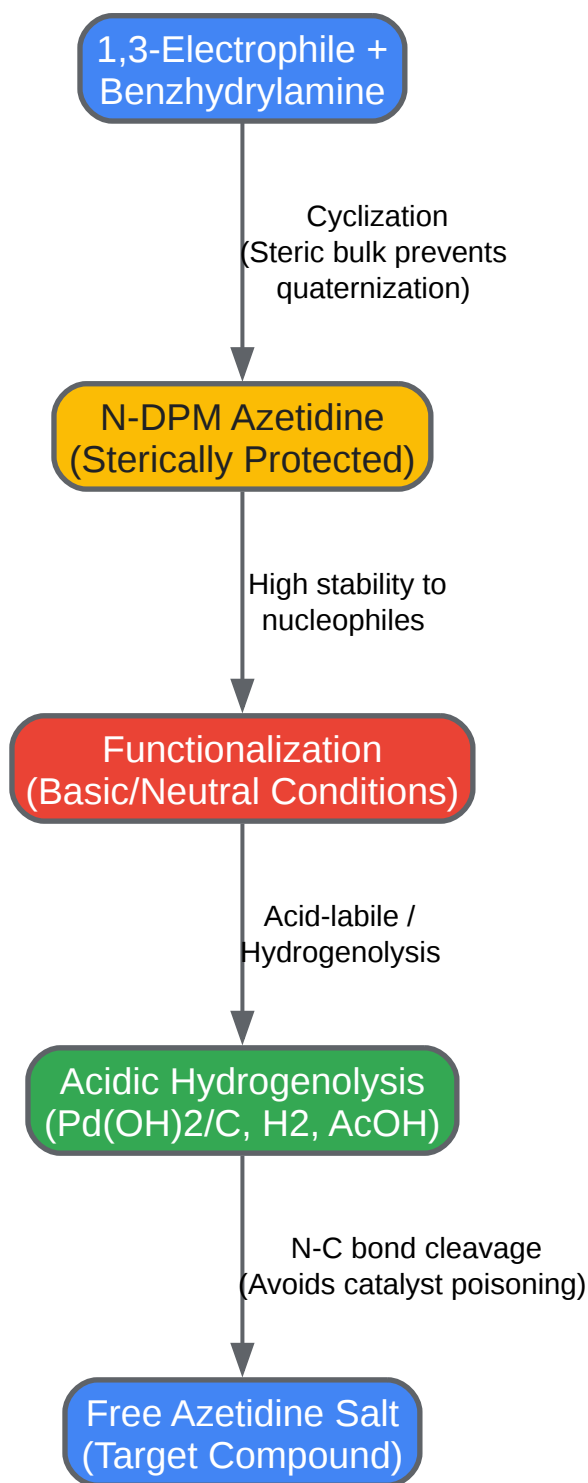 1,3-Electrophile +
Benzhydrylamine
Cyclization
(Steric bulk prevents
quaternization)
N-DPM Azetidine
(Sterically Protected)
High stability to
nucleophiles
Functionalization
(Basic/Neutral Conditions)
Acid-labile /
Hydrogenolysis
Acidic Hydrogenolysis
(Pd(OH)2/C, H2, AcOH)
N-C bond cleavage
(Avoids catalyst poisoning)
Free Azetidine Salt
(Target Compound)